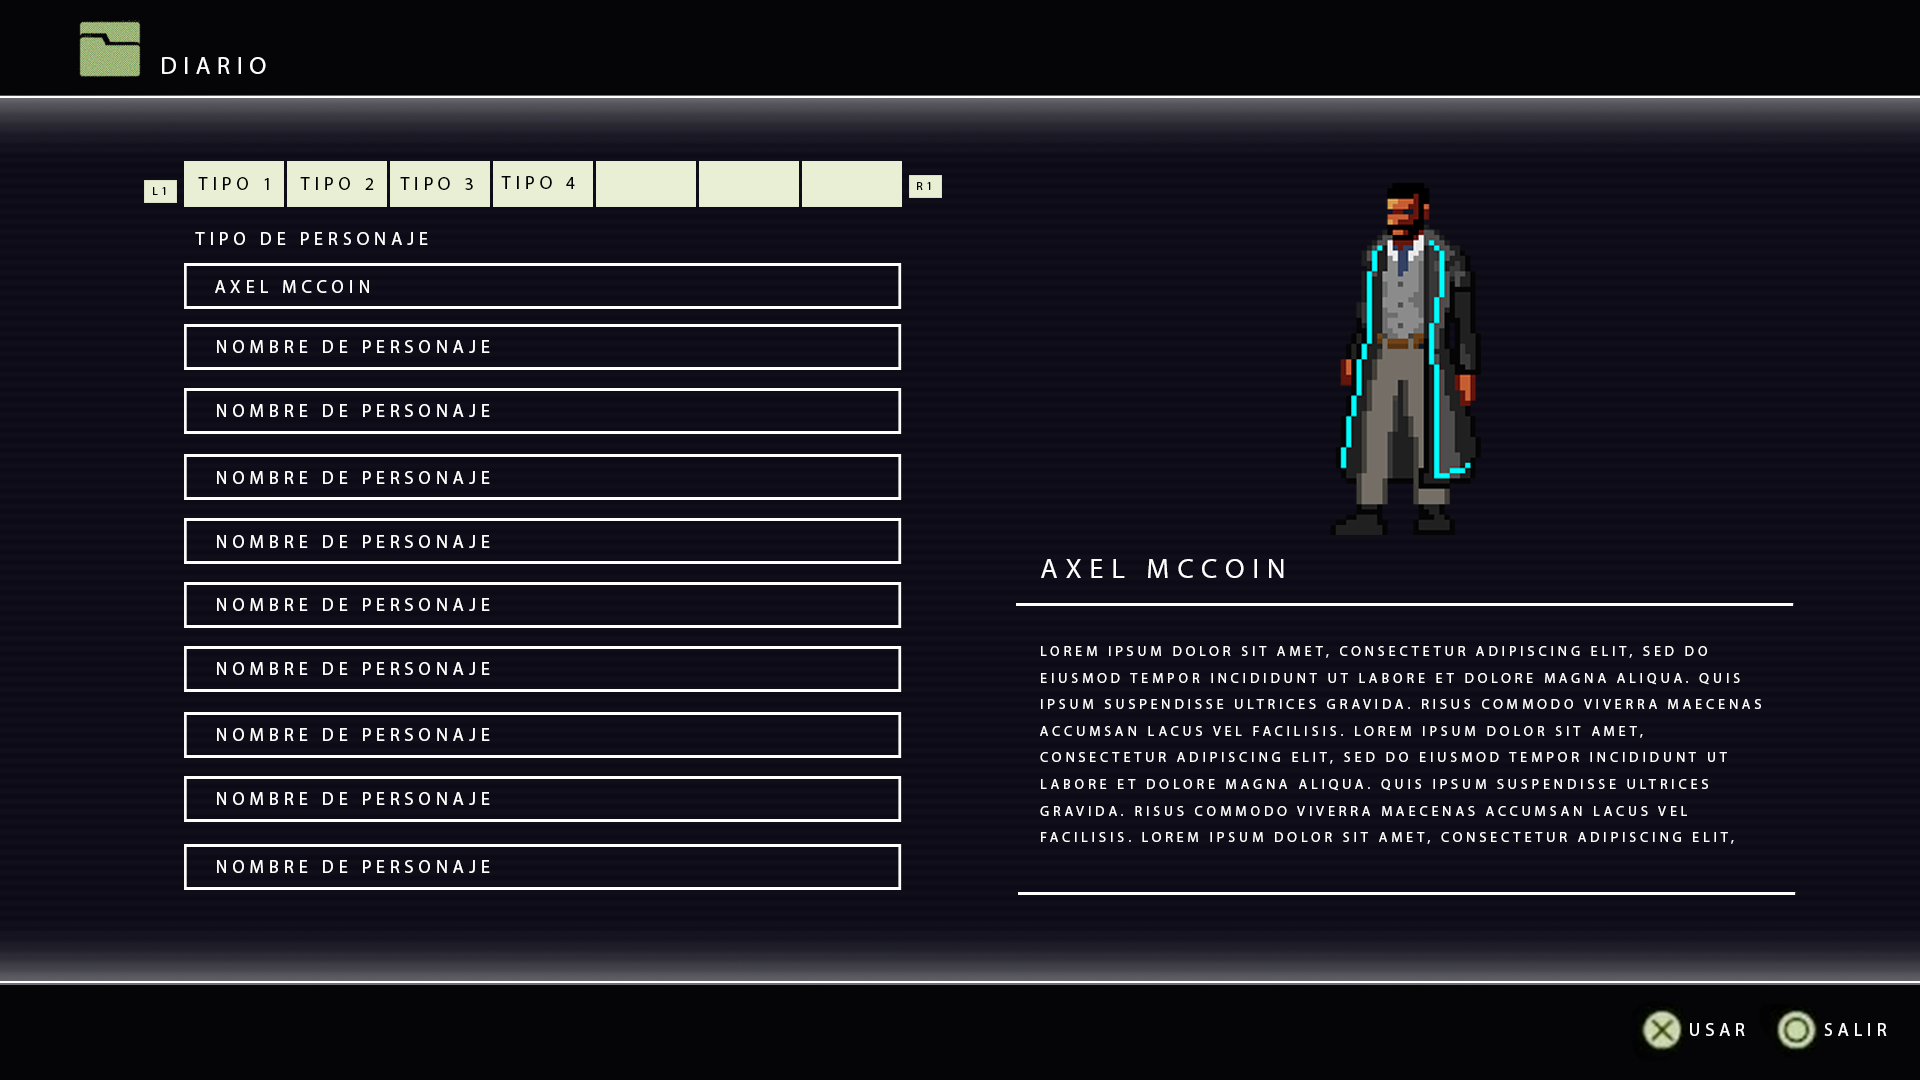 DIARIO
L1
TIPO 1
TIPO 2
TIPO 3
TIPO 4
R1
TIPO DE PERSONAJE
AXEL MCCOIN
NOMBRE DE PERSONAJE
NOMBRE DE PERSONAJE
NOMBRE DE PERSONAJE
NOMBRE DE PERSONAJE
NOMBRE DE PERSONAJE
NOMBRE DE PERSONAJE
NOMBRE DE PERSONAJE
NOMBRE DE PERSONAJE
NOMBRE DE PERSONAJE
AXEL MCCOIN
LOREM IPSUM DOLOR SIT AMET, CONSECTETUR ADIPISCING ELIT, SED DO
EIUSMOD TEMPOR INCIDIDUNT UT LABORE ET DOLORE MAGNA ALIQUA. QUIS
IPSUM SUSPENDISSE ULTRICES GRAVIDA. RISUS COMMODO VIVERRA MAECENAS
ACCUMSAN LACUS VEL FACILISIS. LOREM IPSUM DOLOR SIT AMET,
CONSECTETUR ADIPISCING ELIT, SED DO EIUSMOD TEMPOR INCIDIDUNT UT
LABORE ET DOLORE MAGNA ALIQUA. QUIS IPSUM SUSPENDISSE ULTRICES
GRAVIDA. RISUS COMMODO VIVERRA MAECENAS ACCUMSAN LACUS VEL
FACILISIS. LOREM IPSUM DOLOR SIT AMET, CONSECTETUR ADIPISCING ELIT,
USAR
SALIR